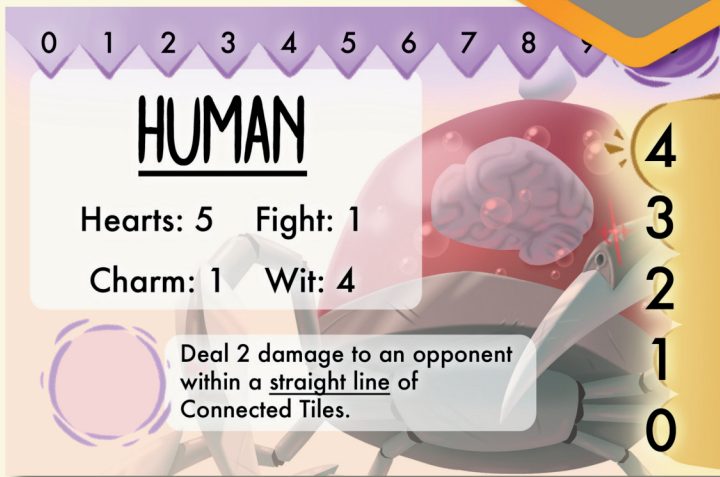 0 1 2 3 4 5 6 7 8
HUMAN
Hearts: 5 Fight: 1
Charm: 1 Wit: 4
Deal 2 damage to an opponent
within a straight line of
Connected Tiles.
4
3
2
1
0